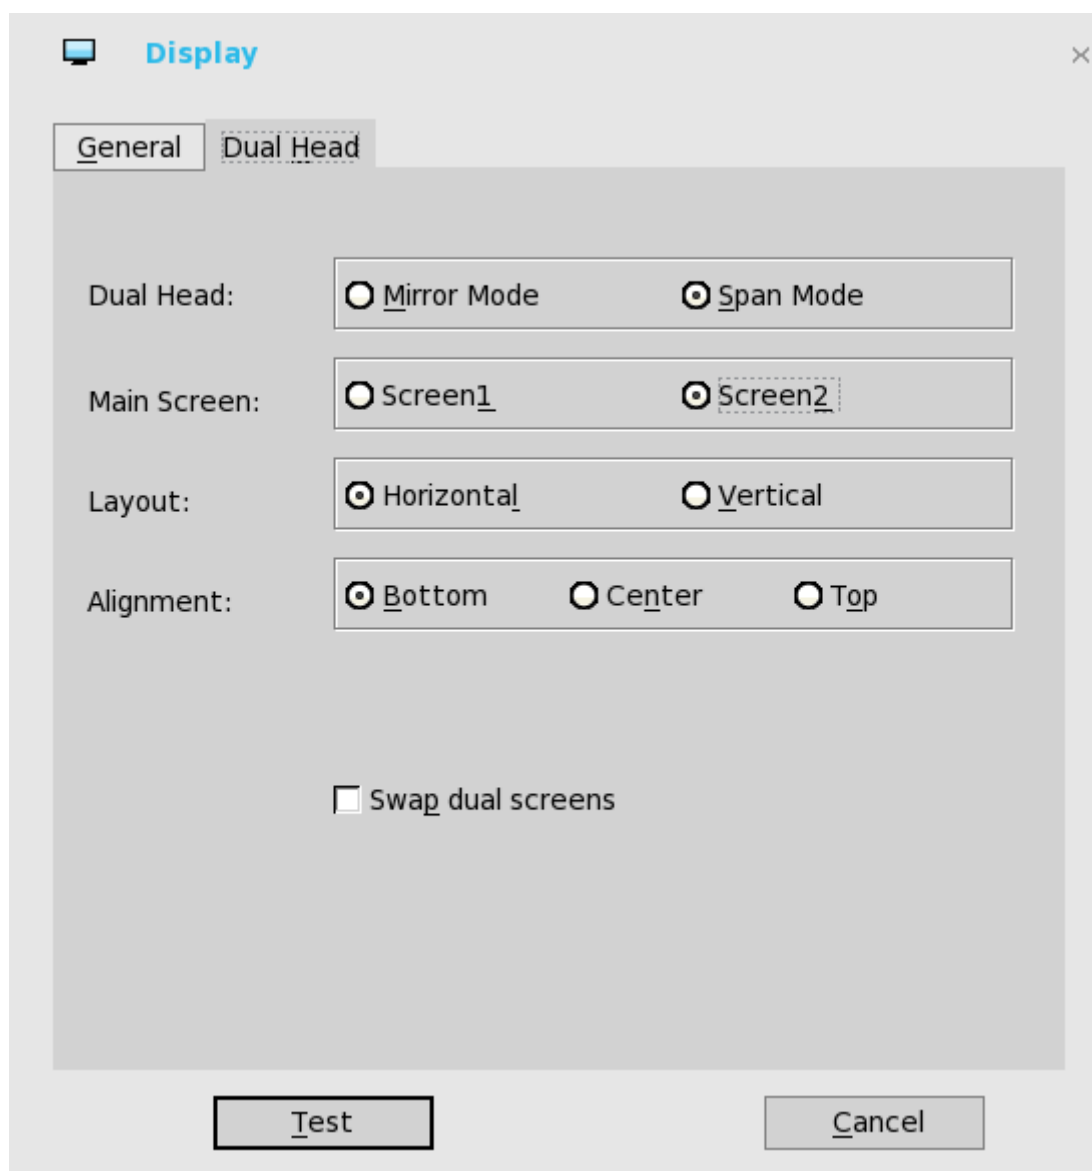 Display
General Dual Head
Dual Head: Mirror Mode Span Mode
Main Screen: Screen1 Screen2
Layout: Horizontal Vertical
Alignment: Bottom Center Top
Swap dual screens
Test Cancel